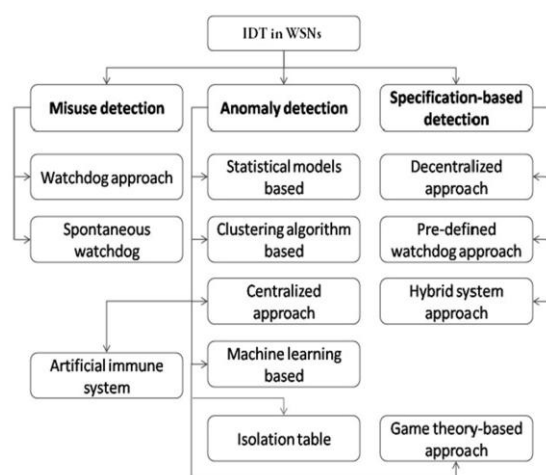 IDT in WSNs
Misuse detection
Anomaly detection
Specification-based
detection
Watchdog approach
Statistical models
based
Decentralized
approach
Spontaneous
watchdog
Clustering algorithm
based
Pre-defined
watchdog approach
Centralized
approach
Hybrid system
approach
Artificial immune
system
Machine learning
based
Isolation table
Game theory-based
approach